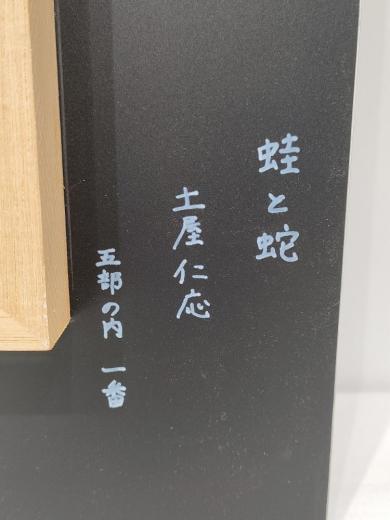 蛙と蛇
土屋仁応
五部の内 一番